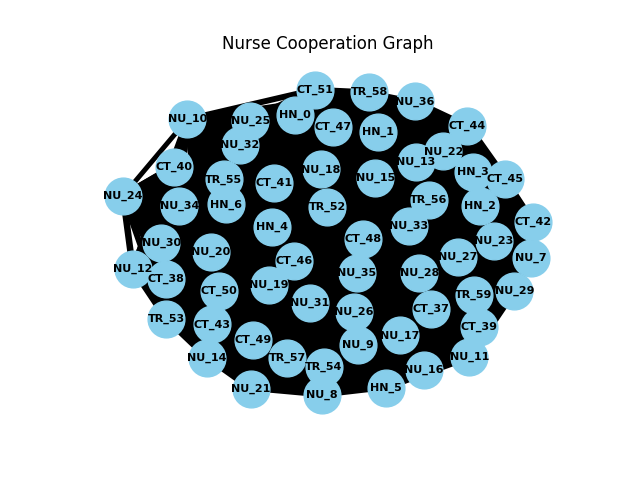 Nurse Cooperation Graph
CT_51
TR_58
NU_36
NU_10
NU_25
HN_0
CT_47
HN_1
CT_44
NU_32
NU_22
NU_13
CT_40
NU_18
HN_3
CT_45
TR_55
CT_41
NU_15
NU_24
NU_34
HN_6
TR_52
TR_56
HN_2
CT_42
HN_4
NU_33
NU_30
NU_20
CT_48
NU_23
NU_7
NU_12
CT_38
CT_46
NU_27
NU_35
NU_28
CT_50
NU_19
NU_29
TR_59
NU_31
CT_37
TR_53
CT_43
NU_26
CT_39
CT_49
NU_9
NU_17
NU_14
TR_57
TR_54
NU_11
NU_16
NU_21
NU_8
HN_5